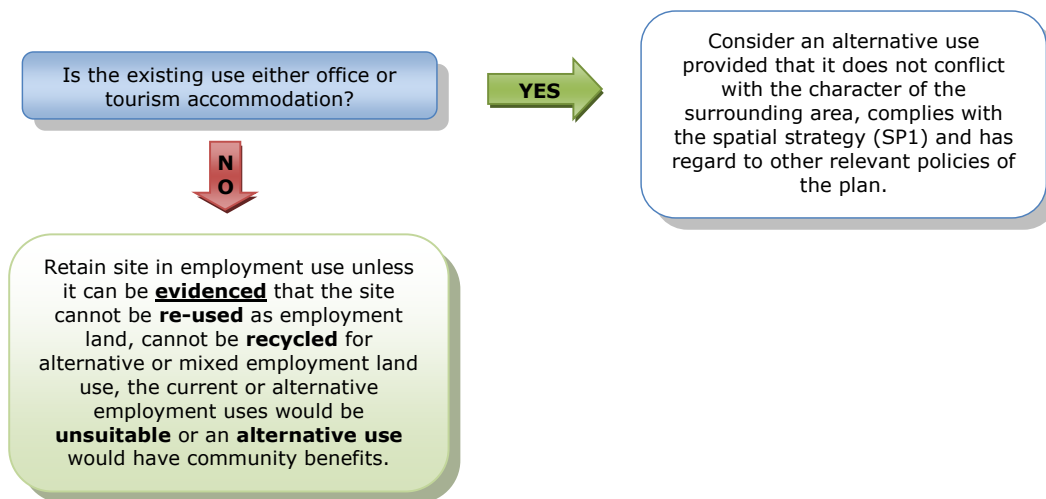 Is the existing use either office or
tourism accommodation?
YES
Consider an alternative use
provided that it does not conflict
with the character of the
surrounding area, complies with
the spatial strategy (SP1) and has
regard to other relevant policies of
the plan.
N
O
Retain site in employment use unless
it can be evidenced that the site
cannot be re-used as employment
land, cannot be recycled for
alternative or mixed employment land
use, the current or alternative
employment uses would be
unsuitable or an alternative use
would have community benefits.